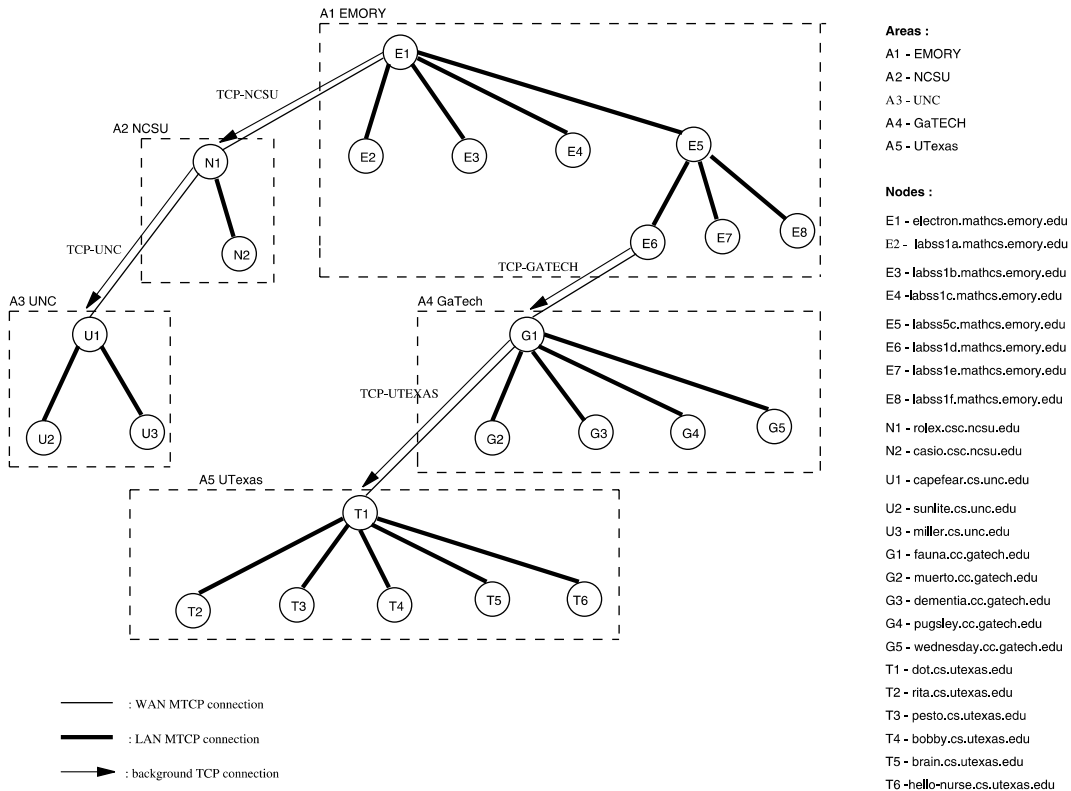 A1 EMORY
E1
TCP-NCSU
A2 NCSU
N1
E2
E3
E4
E5
N2
TCP-UNC
E6
E7
E8
TCP-GATECH
A3 UNC
A4 GaTech
U1
G1
TCP-UTEXAS
U2
U3
G2
G3
G4
G5
A5 UTexas
T1
T2
T3
T4
T5
T6
: WAN MTCP connection
: LAN MTCP connection
: background TCP connection
Areas :
A1 - EMORY
A2 - NCSU
A3 - UNC
A4 - GaTECH
A5 - UTexas
Nodes :
E1 - electron.mathcs.emory.edu
E2 - labss1a.mathcs.emory.edu
E3 - labss1b.mathcs.emory.edu
E4 - labss1c.mathcs.emory.edu
E5 - labss5c.mathcs.emory.edu
E6 - labss1d.mathcs.emory.edu
E7 - labss1e.mathcs.emory.edu
E8 - labss1f.mathcs.emory.edu
N1 - rolex.csc.ncsu.edu
N2 - casio.csc.ncsu.edu
U1 - capefear.cs.unc.edu
U2 - sunlite.cs.unc.edu
U3 - miller.cs.unc.edu
G1 - fauna.cc.gatech.edu
G2 - muerto.cc.gatech.edu
G3 - dementia.cc.gatech.edu
G4 - pugsley.cc.gatech.edu
G5 - wednesday.cc.gatech.edu
T1 - dot.cs.utexas.edu
T2 - rita.cs.utexas.edu
T3 - pesto.cs.utexas.edu
T4 - bobby.cs.utexas.edu
T5 - brain.cs.utexas.edu
T6 -hello-nurse.cs.utexas.edu